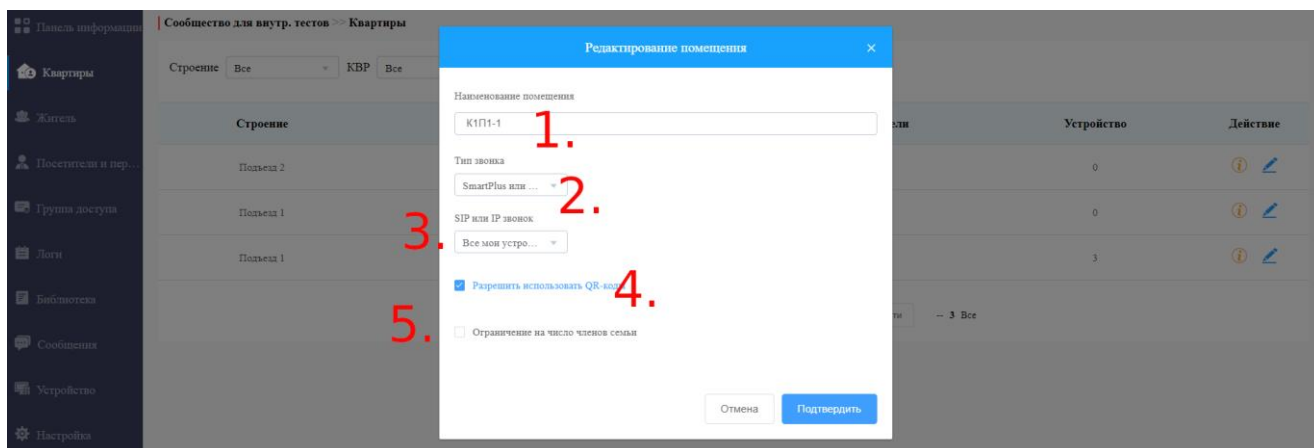 Панель информации
Сообщество для внутр. тестов >> Квартиры
Квартиры
Строение Все КВР Все
Житель
Посетители и пер...
Группа доступа
Логи
Библиотека
Сообщения
Устройство
Настройка
Строение
Устройство
Действие
Подъезд 2
0
Подъезд 1
0
Подъезд 1
3
-- 3 Все
Редактирование помещения
Наименование помещения
К1П1-1
1.
Тип звонка
SmartPlus или ...
2.
SIP или IP звонок
3.
Все мои устро...
Разрешить использовать QR-коды
4.
5.
Ограничение на число членов семьи
Отмена
Подтвердить